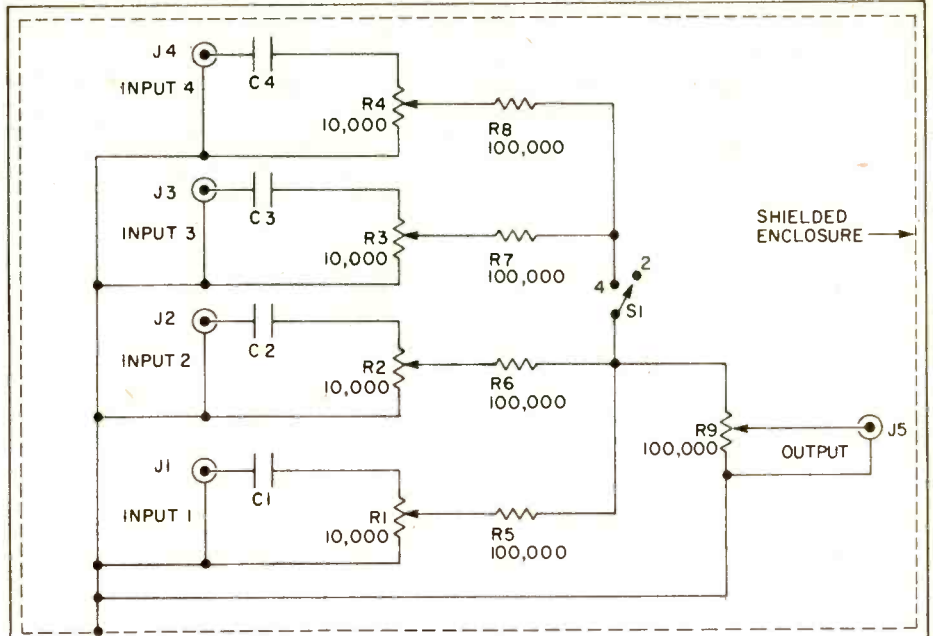 J4
INPUT 4
C4
R4
10,000
R8
100,000
J3
INPUT 3
C3
R3
10,000
R7
100,000
SHIELDED
ENCLOSURE
2
4
S1
J2
INPUT 2
C2
R2
10,000
R6
100,000
R9
100,000
J5
OUTPUT
J1
INPUT 1
C1
R1
10,000
R5
100,000